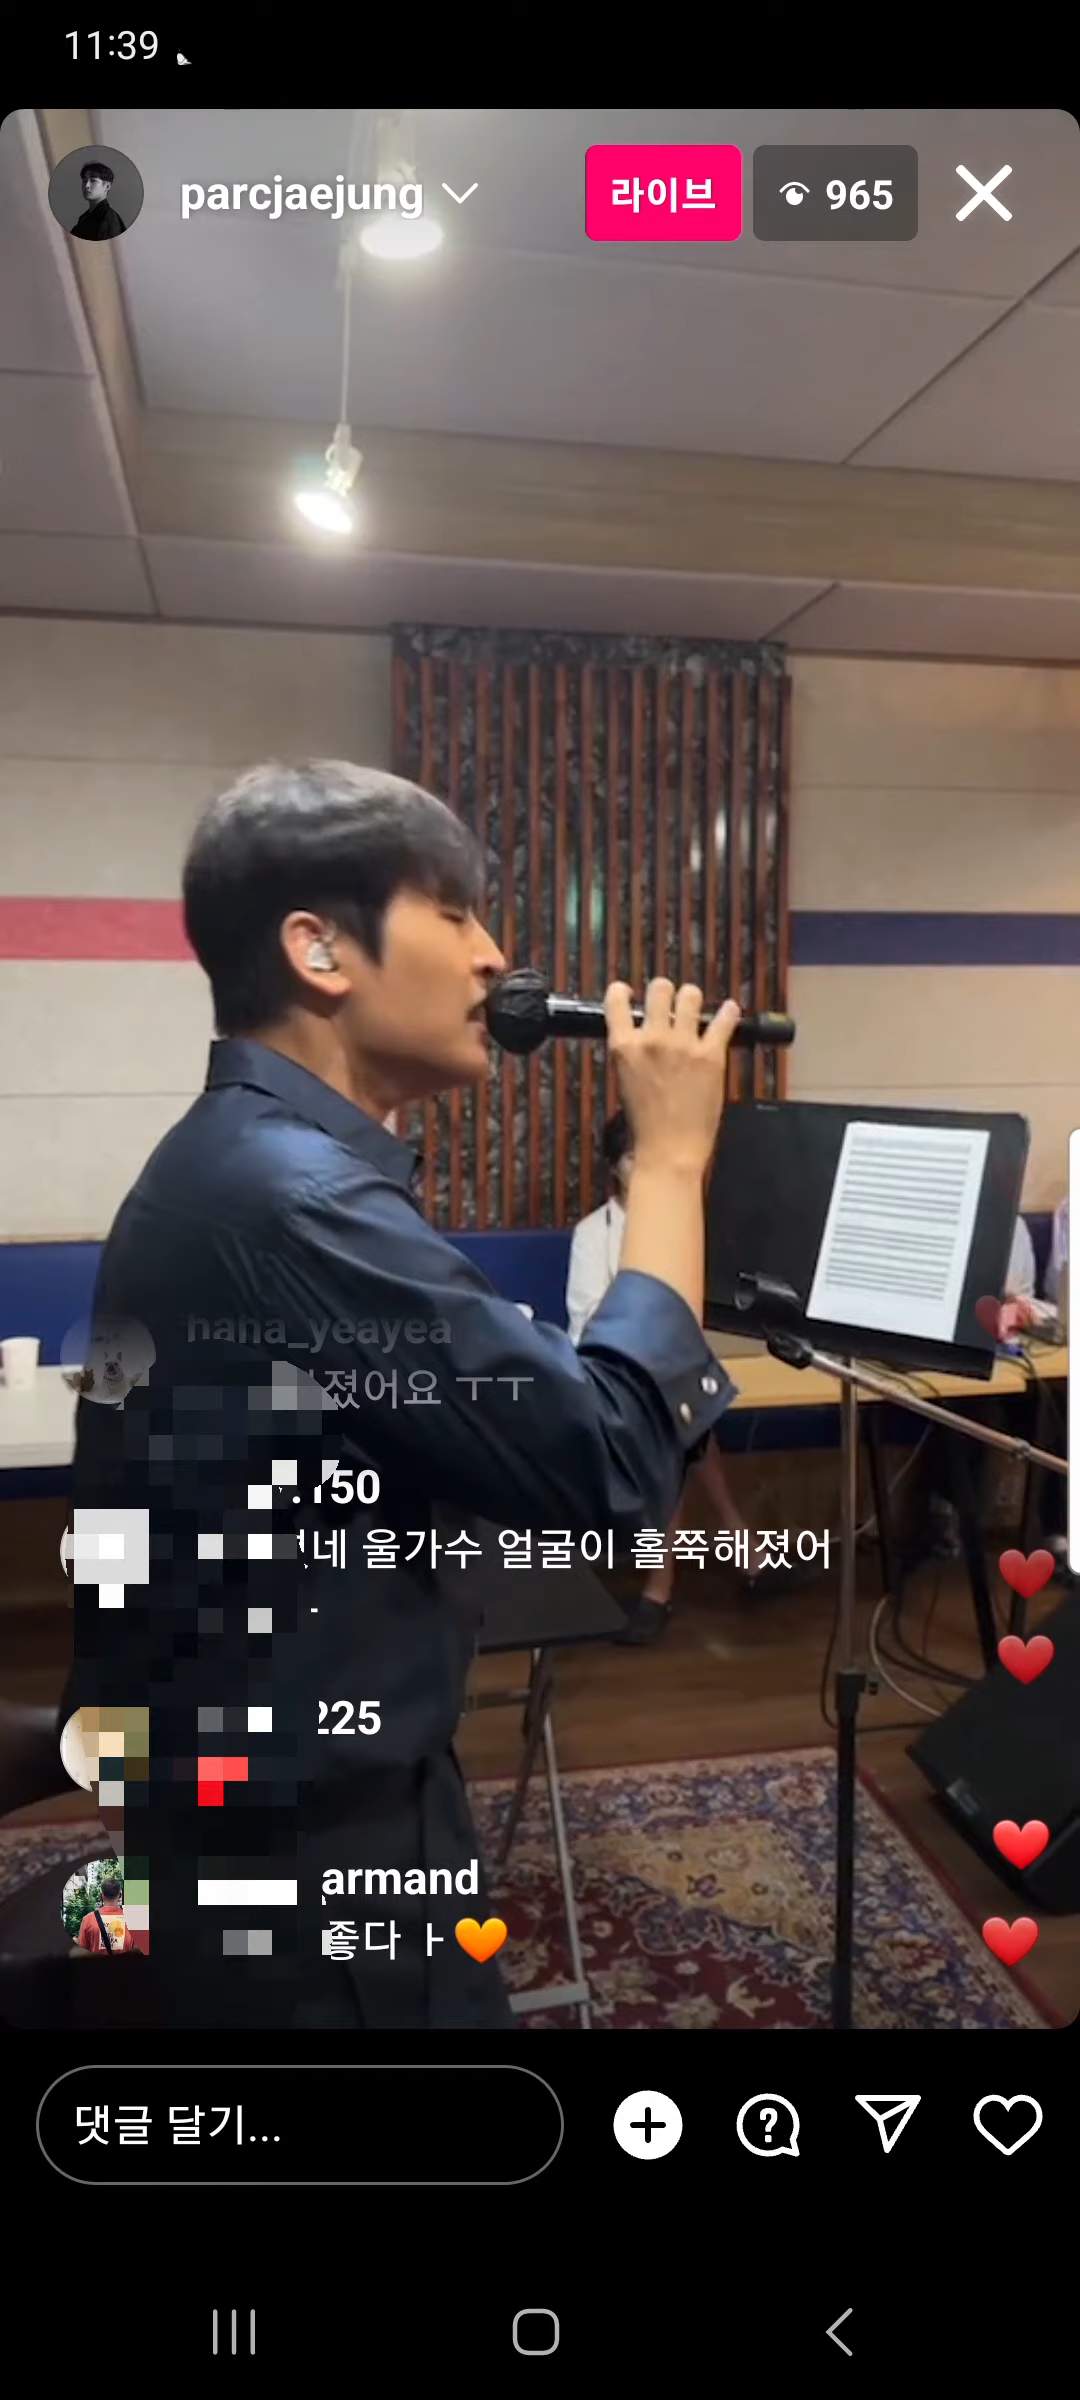 11:39
parcjaejung
라이브
965
haha_yeayea
졌어요 ㅜㅜ
.150
네 울가수 얼굴이 홀쭉해졌어
225
armand
좋다 ㅏ🧡
댓글 달기...